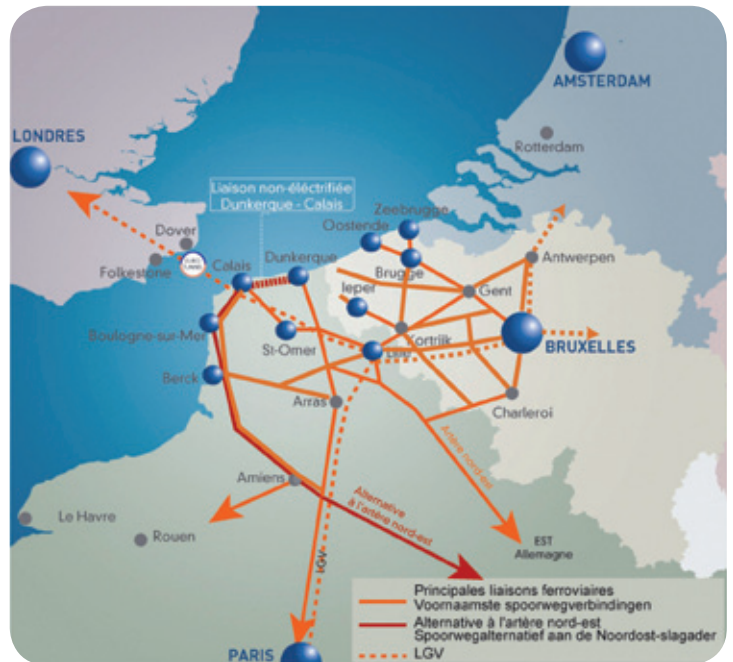 AMSTERDAM
LONDRES
Rotterdam
Liaison non-éléctrifiée
Dunkerque - Calais
Zeebrugge
Oostende
Dover
Folkestone
Calais
Dunkerque
Brugge
Antwerpen
Ieper
Gent
Boulogne-sur-Mer
St-Omer
Kortrijk
Lille
BRUXELLES
Berck
Arras
Charleroi
Artère nord-est
Amiens
Alternative
à l'artère nord-est
Le Havre
Rouen
EST
Allemagne
LGV
PARIS
Principales liaisons ferroviaires
Voornaamste spoorwegverbindingen
Alternative à l'artère nord-est
Spoorwegalternatief aan de Noordost-slagader
LGV